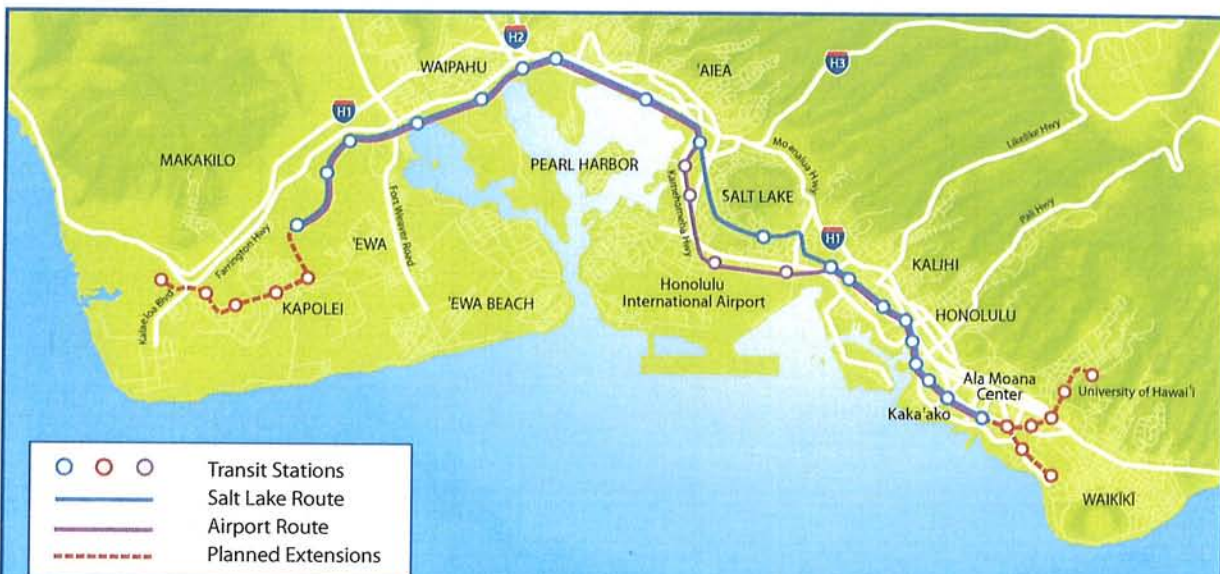 H2
WAIPAHU
'AIEA
H3
H1
MAKAKILO
PEARL HARBOR
Moanalua Hwy
Likelike Hwy
SALT LAKE
Pali Hwy
Kamehameha Hwy
Fort Weaver Road
Farrington Hwy
'EWA
H1
KALIHI
Kalaeloa Blvd
KAPOLEI
'EWA BEACH
Honolulu
International Airport
HONOLULU
Ala Moana
Center
University of Hawai'i
Kaka'ako
WAIKĪKĪ
Transit Stations
Salt Lake Route
Airport Route
Planned Extensions